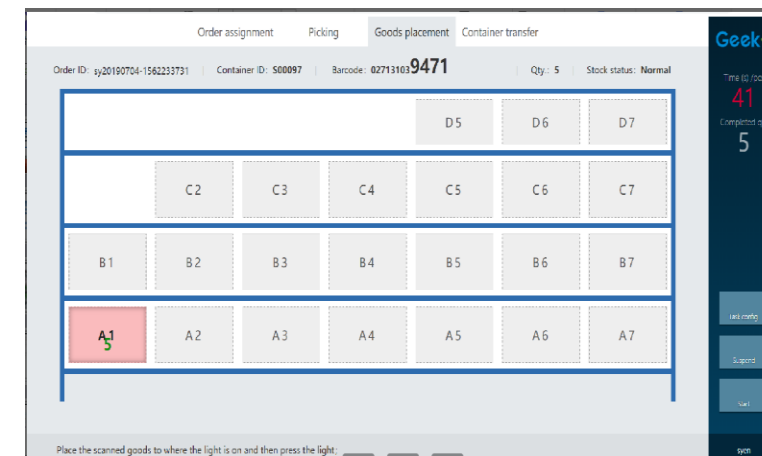 Order assignment Picking Goods placement Container transfer
Geek+
Order ID: sy20190704-1562233731 Container ID: S00097 Barcode: 027131039471 Qty.: 5 Stock status: Normal
41
Completed
5
D5 D6 D7
C2 C3 C4 C5 C6 C7
B1 B2 B3 B4 B5 B6 B7
A1 A2 A3 A4 A5 A6 A7
5
Suspend
Start
Place the scanned goods to where the light is on and then press the light;
syen